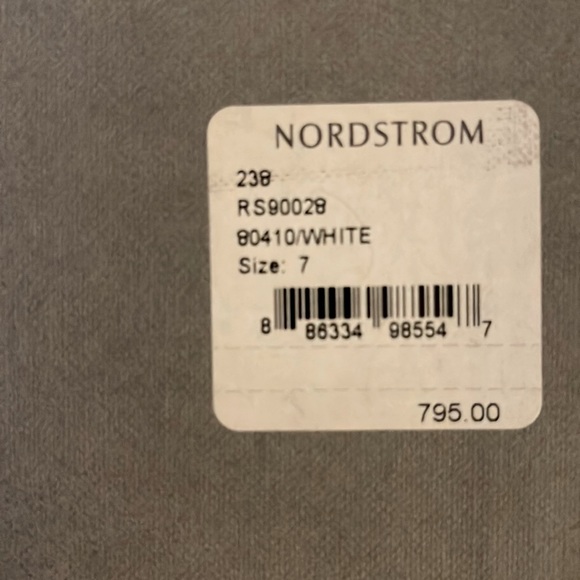 NORDSTROM
238
RS90028
80410/WHITE
Size: 7
8 86334 98554 7
795.00